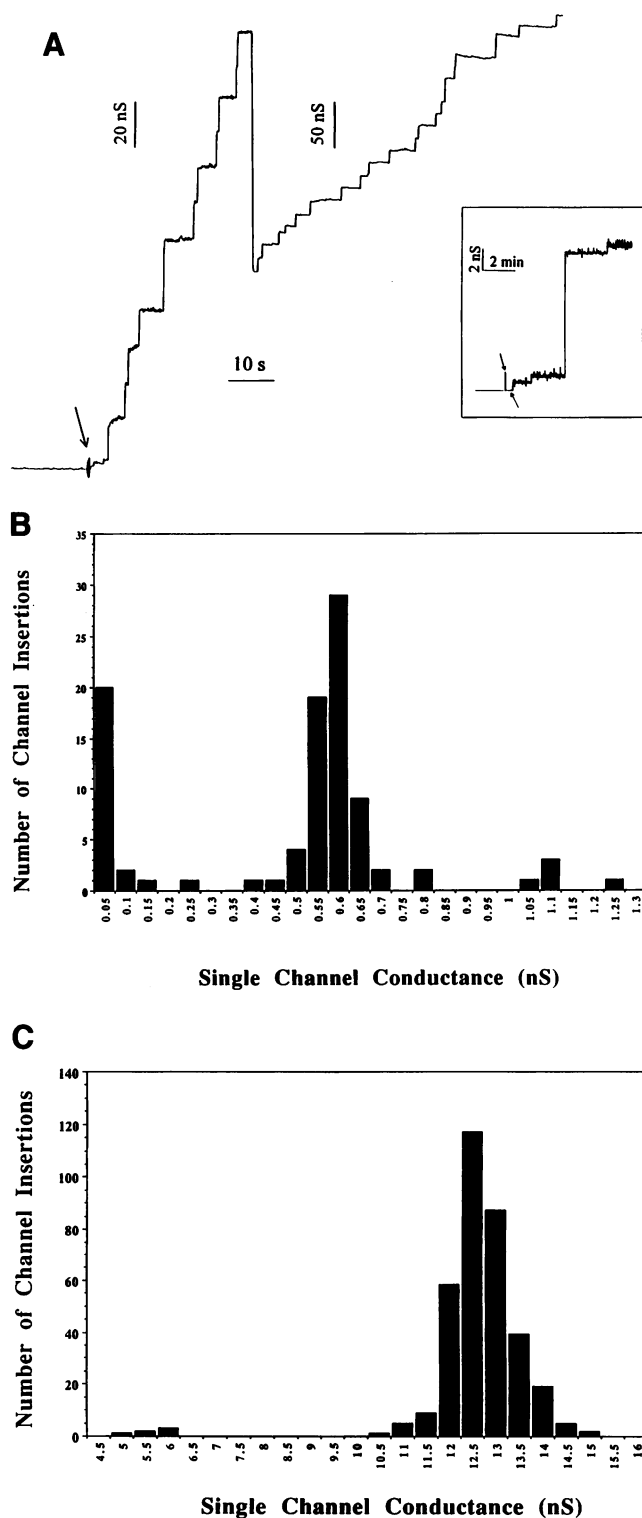 A
20 nS
50 nS
2 nS
2 min
10 s
B
35
30
25
20
15
10
5
0
Number of Channel Insertions
0.05 0.1 0.15 0.2 0.25 0.3 0.35 0.4 0.45 0.5 0.55 0.6 0.65 0.7 0.75 0.8 0.85 0.9 0.95 1 1.05 1.1 1.15 1.2 1.25 1.3
Single Channel Conductance (nS)
C
140
120
100
80
60
40
20
0
Number of Channel Insertions
4.5 5 5.5 6 6.5 7 7.5 8 8.5 9 9.5 10 10.5 11 11.5 12 12.5 13 13.5 14 14.5 15 15.5 16
Single Channel Conductance (nS)